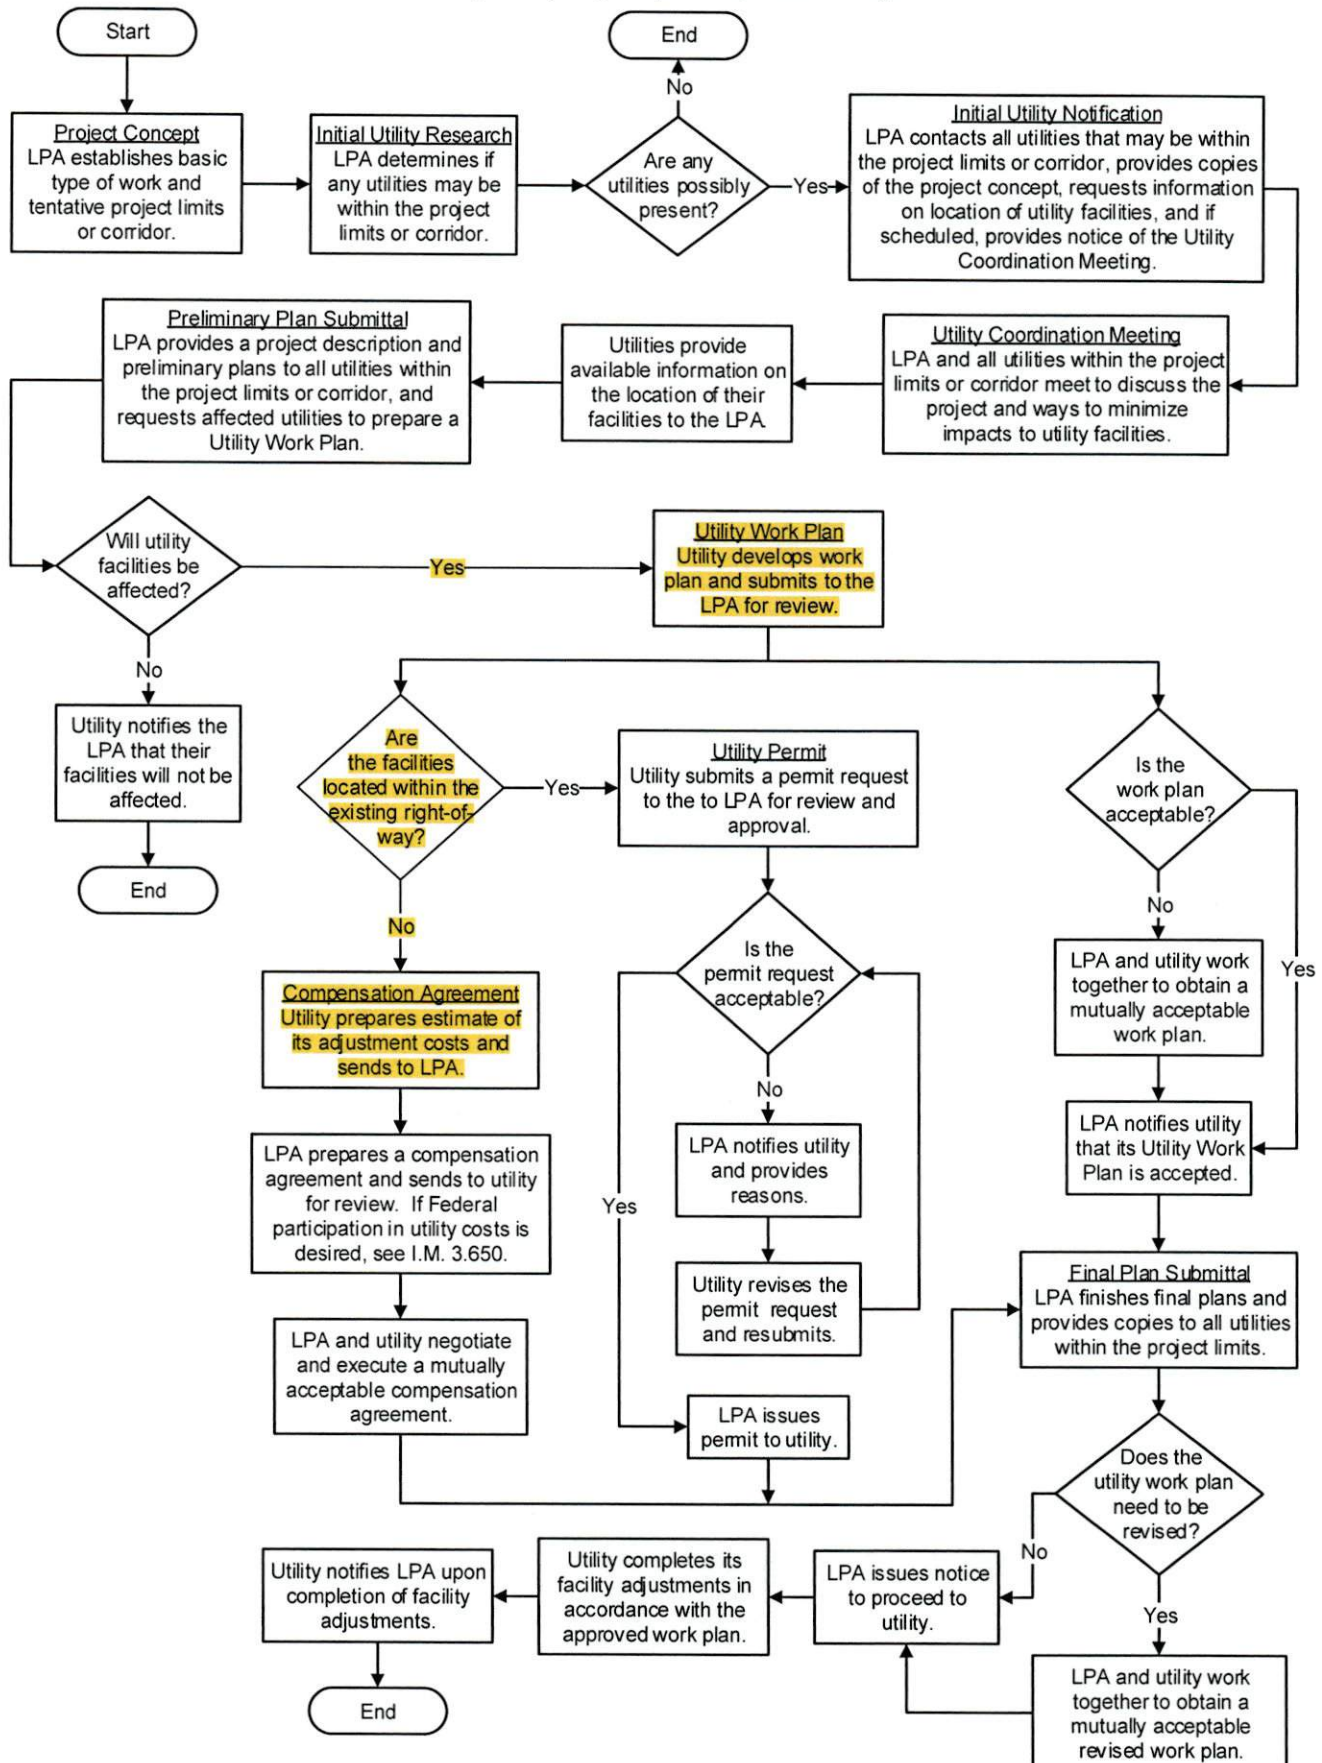 Start
End
No
Project Concept
LPA establishes basic
type of work and
tentative project limits
or corridor.
Initial Utility Research
LPA determines if
any utilities may be
within the project
limits or corridor.
Are any
utilities possibly
present?
Yes
Initial Utility Notification
LPA contacts all utilities that may be within
the project limits or corridor, provides copies
of the project concept, requests information
on location of utility facilities, and if
scheduled, provides notice of the Utility
Coordination Meeting.
Utility Coordination Meeting
LPA and all utilities within the project
limits or corridor meet to discuss the
project and ways to minimize
impacts to utility facilities.
Utilities provide
available information on
the location of their
facilities to the LPA.
Preliminary Plan Submittal
LPA provides a project description and
preliminary plans to all utilities within
the project limits or corridor, and
requests affected utilities to prepare a
Utility Work Plan.
Will utility
facilities be
affected?
Yes
Utility Work Plan
Utility develops work
plan and submits to the
LPA for review.
No
Utility notifies the
LPA that their
facilities will not be
affected.
End
Are
the facilities
located within the
existing right-of-
way?
Yes
Utility Permit
Utility submits a permit request
to the to LPA for review and
approval.
Is the
work plan
acceptable?
No
Compensation Agreement
Utility prepares estimate of
its adjustment costs and
sends to LPA.
Is the
permit request
acceptable?
No
LPA and utility work
together to obtain a
mutually acceptable
work plan.
Yes
LPA prepares a compensation
agreement and sends to utility
for review. If Federal
participation in utility costs is
desired, see I.M. 3.650.
Yes
No
LPA notifies utility
and provides
reasons.
LPA notifies utility
that its Utility Work
Plan is accepted.
Utility revises the
permit request
and resubmits.
Final Plan Submittal
LPA finishes final plans and
provides copies to all utilities
within the project limits.
LPA and utility negotiate
and execute a mutually
acceptable compensation
agreement.
LPA issues
permit to utility.
Does the
utility work plan
need to be
revised?
No
Yes
Utility notifies LPA upon
completion of facility
adjustments.
Utility completes its
facility adjustments in
accordance with the
approved work plan.
LPA issues notice
to proceed to
utility.
End
LPA and utility work
together to obtain a
mutually acceptable
revised work plan.